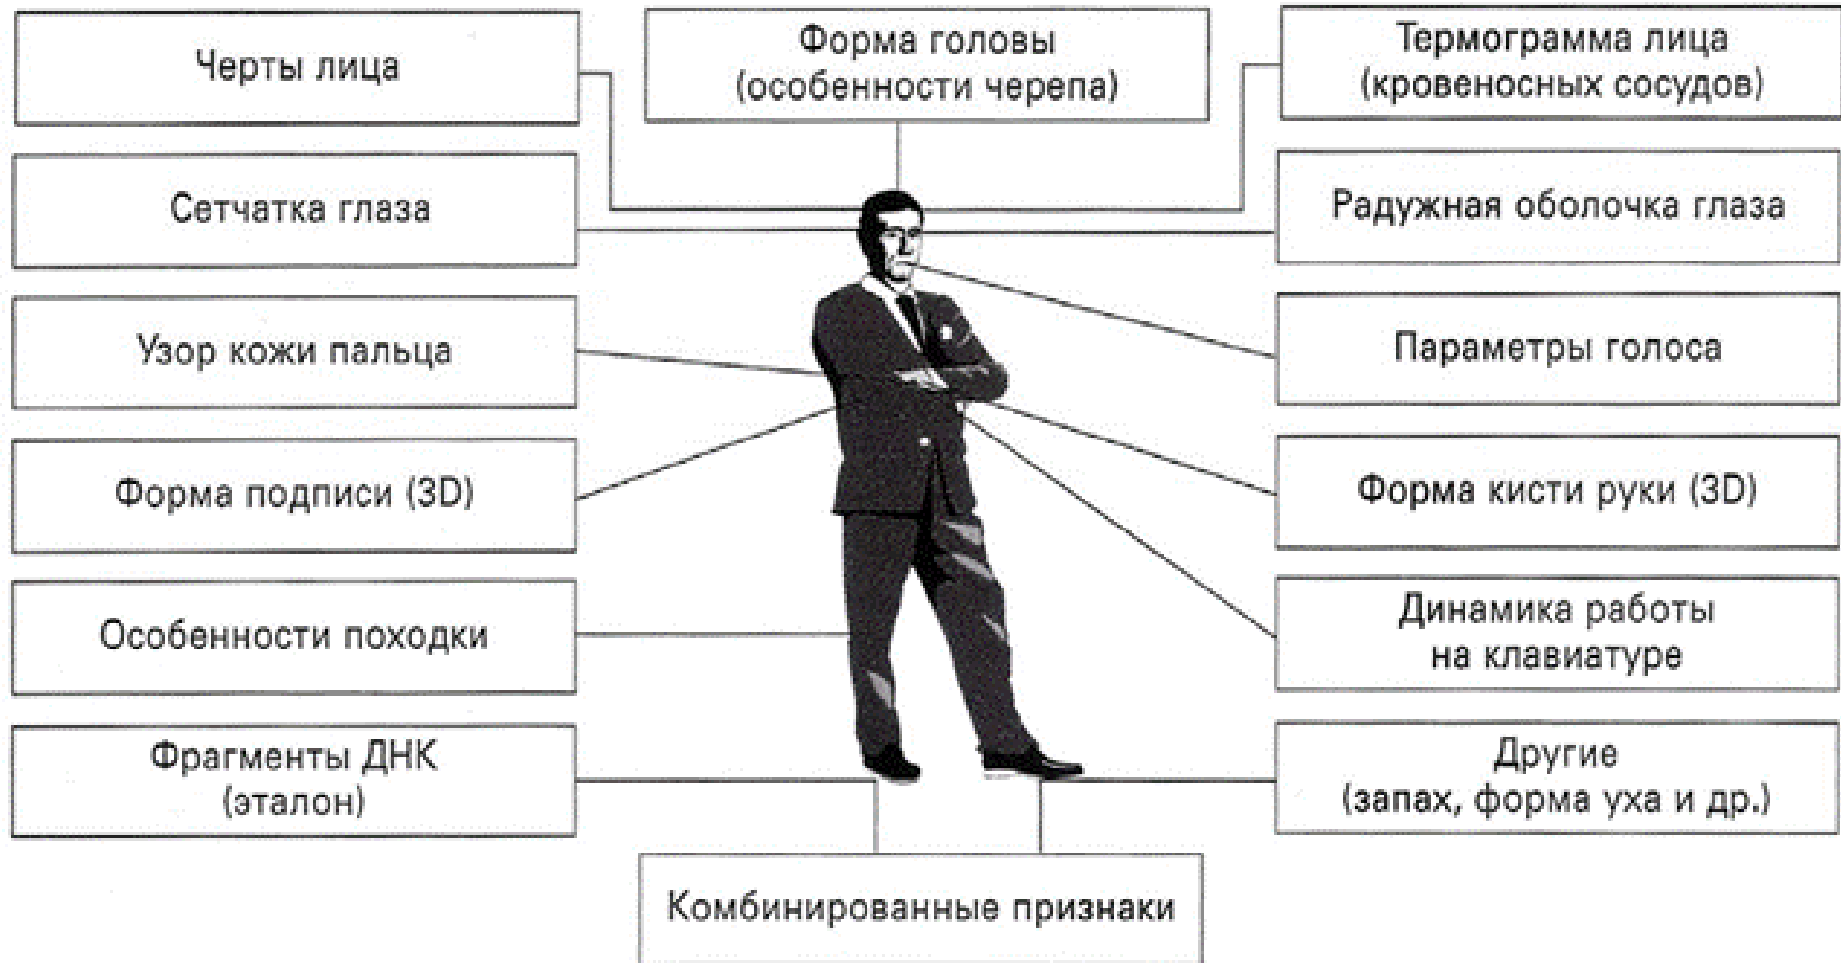 Черты лица
Форма головы
(особенности черепа)
Термограмма лица
(кровеносных сосудов)
Сетчатка глаза
Радужная оболочка глаза
Узор кожи пальца
Параметры голоса
Форма подписи (3D)
Форма кисти руки (3D)
Особенности походки
Динамика работы
на клавиатуре
Фрагменты ДНК
(эталон)
Другие
(запах, форма уха и др.)
Комбинированные признаки